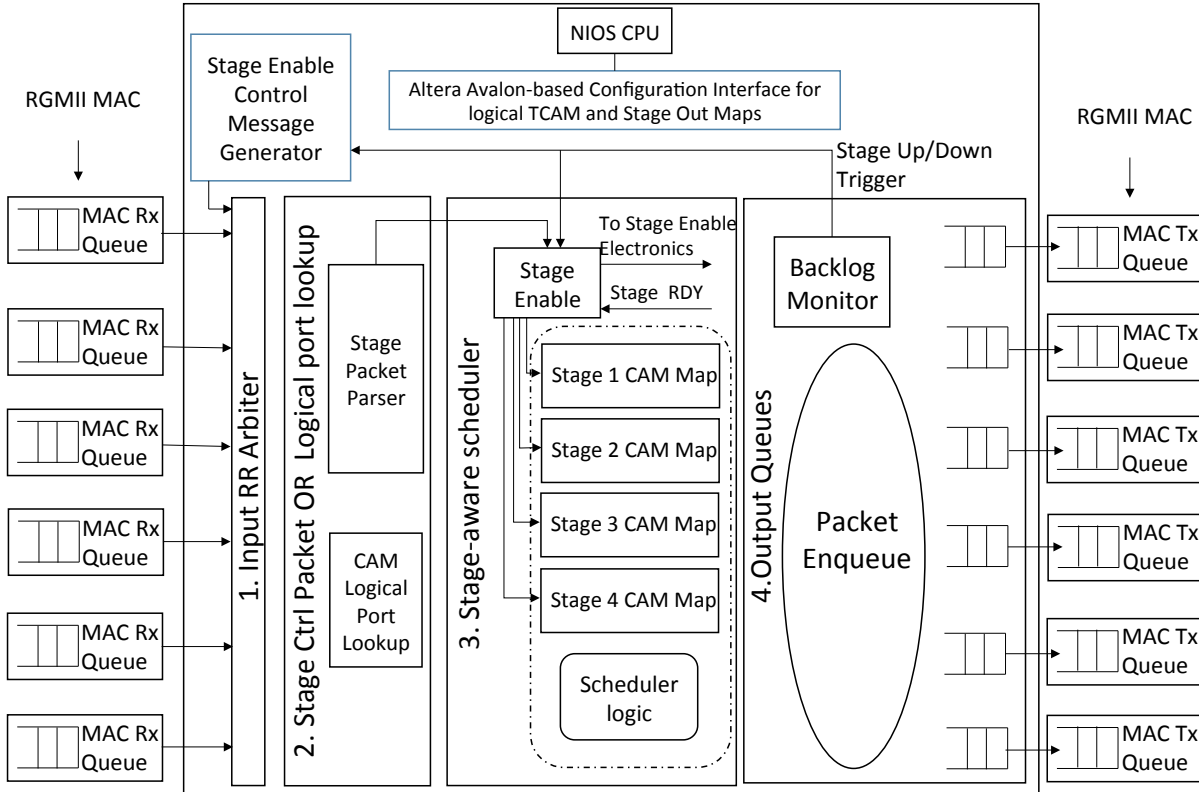 NIOS CPU
Stage Enable
Control
Message
Generator
Altera Avalon-based Configuration Interface for
logical TCAM and Stage Out Maps
RGMII MAC
RGMII MAC
Stage Up/Down
Trigger
MAC Rx
Queue
MAC Rx
Queue
MAC Rx
Queue
MAC Rx
Queue
MAC Rx
Queue
MAC Rx
Queue
1. Input RR Arbiter
2. Stage Ctrl Packet OR Logical port lookup
Stage
Packet
Parser
CAM
Logical
Port
Lookup
3. Stage-aware scheduler
Stage
Enable
To Stage Enable
Electronics
Stage RDY
Stage 1 CAM Map
Stage 2 CAM Map
Stage 3 CAM Map
Stage 4 CAM Map
Scheduler
logic
4.Output Queues
Backlog
Monitor
Packet
Enqueue
MAC Tx
Queue
MAC Tx
Queue
MAC Tx
Queue
MAC Tx
Queue
MAC Tx
Queue
MAC Tx
Queue